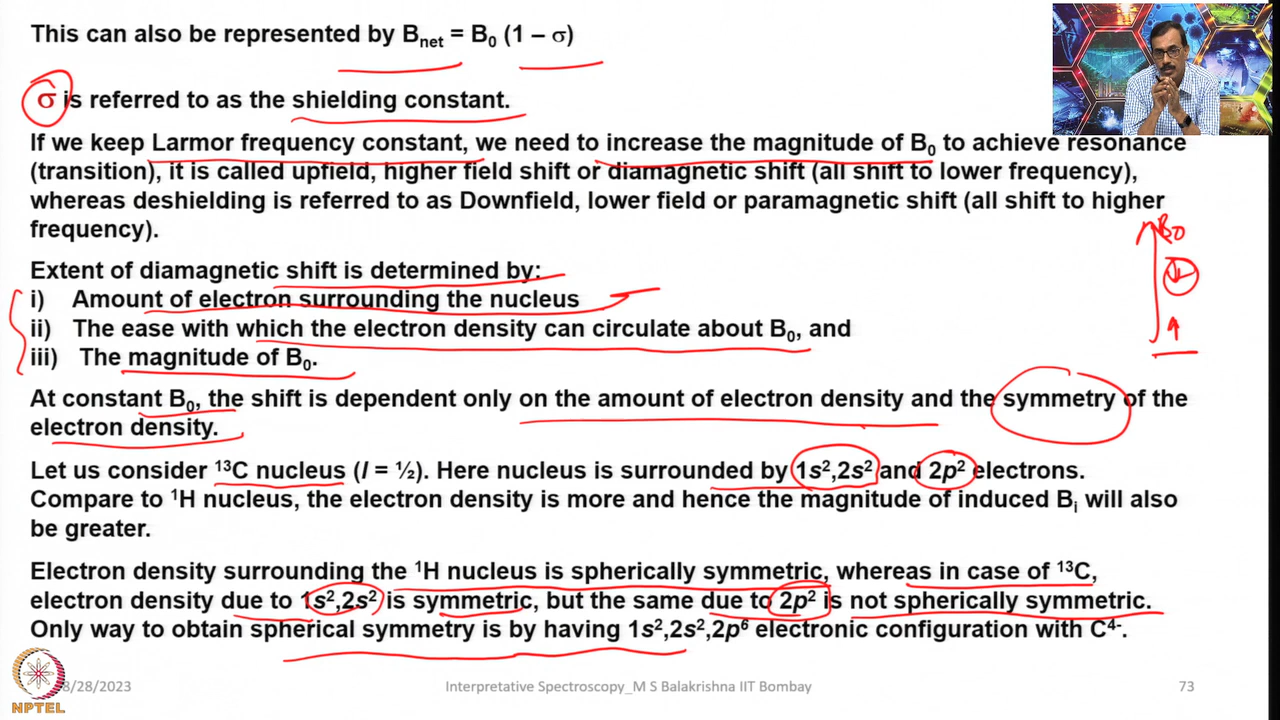 This can also be represented by Bnet = B0 (1 – σ)
σ is referred to as the shielding constant.
If we keep Larmor frequency constant, we need to increase the magnitude of B0 to achieve resonance
(transition), it is called upfield, higher field shift or diamagnetic shift (all shift to lower frequency),
whereas deshielding is referred to as Downfield, lower field or paramagnetic shift (all shift to higher
frequency).
B0
Extent of diamagnetic shift is determined by:
i) Amount of electron surrounding the nucleus
ii) The ease with which the electron density can circulate about B0, and
iii) The magnitude of B0.
At constant B0, the shift is dependent only on the amount of electron density and the symmetry of the
electron density.
Let us consider 13C nucleus (I = ½). Here nucleus is surrounded by 1s2,2s2 and 2p2 electrons.
Compare to 1H nucleus, the electron density is more and hence the magnitude of induced Bi will also
be greater.
Electron density surrounding the 1H nucleus is spherically symmetric, whereas in case of 13C,
electron density due to 1s2,2s2 is symmetric, but the same due to 2p2 is not spherically symmetric.
Only way to obtain spherical symmetry is by having 1s2,2s2,2p6 electronic configuration with C4-.
8/28/2023 Interpretative Spectroscopy_M S Balakrishna IIT Bombay 73
NPTEL